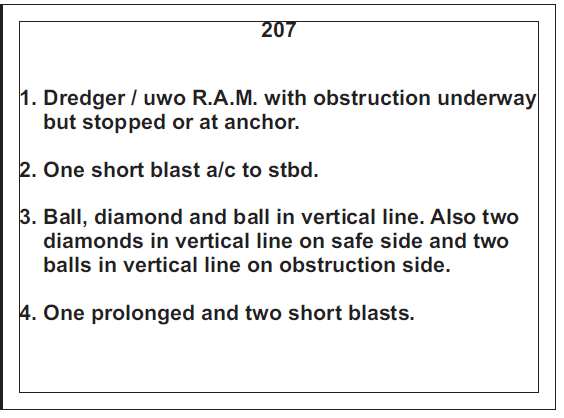 207
1. Dredger / uwo R.A.M. with obstruction underway
but stopped or at anchor.
2. One short blast a/c to stbd.
3. Ball, diamond and ball in vertical line. Also two
diamonds in vertical line on safe side and two
balls in vertical line on obstruction side.
4. One prolonged and two short blasts.